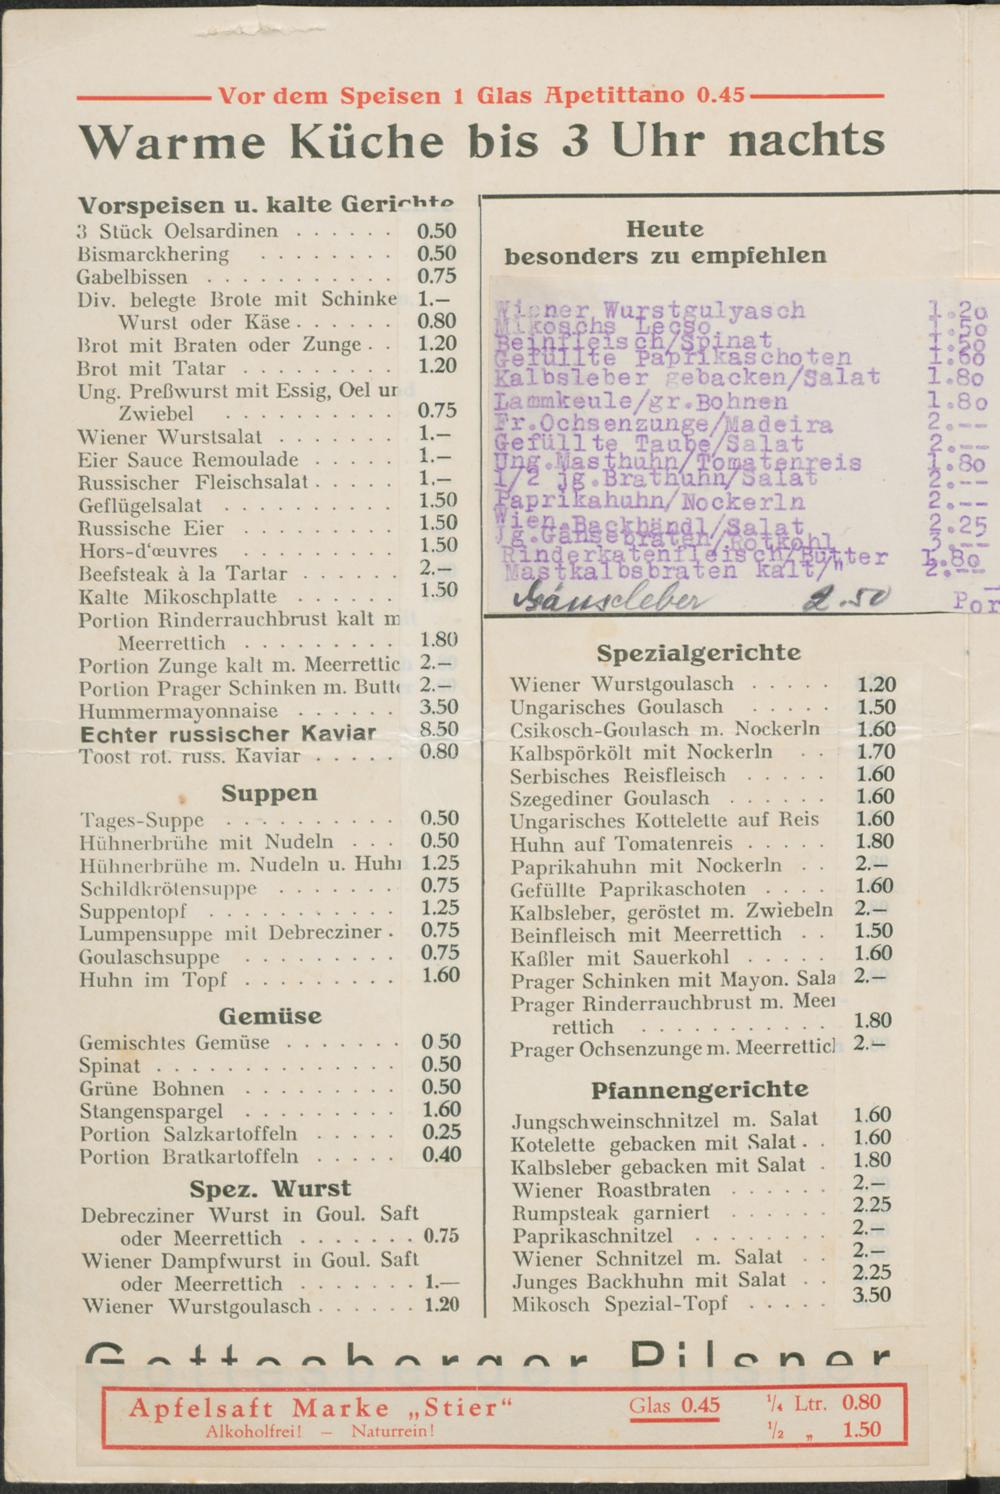 Vor dem Speisen 1 Glas Apetittano 0.45
Warme Küche bis 3 Uhr nachts
Vorspeisen u. kalte Gerichte
3 Stück Oelsardinen . . . . . . 0.50
Bismarckhering . . . . . . . . 0.50
Gabelbissen . . . . . . . . . . 0.75
Div. belegte Brote mit Schinke 1.—
Wurst oder Käse . . . . . . 0.80
Brot mit Braten oder Zunge . . 1.20
Brot mit Tatar . . . . . . . . . 1.20
Ung. Preßwurst mit Essig, Oel un
Zwiebel . . . . . . . . . . 0.75
Wiener Wurstsalat . . . . . . . 1.—
Eier Sauce Remoulade . . . . . 1.—
Russischer Fleischsalat . . . . . 1.—
Geflügelsalat . . . . . . . . . . 1.50
Russische Eier . . . . . . . . . 1.50
Hors-d‘œuvres . . . . . . . . . 1.50
Beefsteak à la Tartar . . . . . . 2.—
Kalte Mikoschplatte . . . . . . 1.50
Portion Rinderrauchbrust kalt m
Meerrettich . . . . . . . . . 1.80
Portion Zunge kalt m. Meerrettic 2.—
Portion Prager Schinken m. Butte 2.—
Hummermayonnaise . . . . . . 3.50
Echter russischer Kaviar 8.50
Toost rot. russ. Kaviar . . . . . 0.80
Suppen
Tages-Suppe . . . . . . . . . . 0.50
Hühnerbrühe mit Nudeln . . . 0.50
Hühnerbrühe m. Nudeln u. Huhn 1.25
Schildkrötensuppe . . . . . . . 0.75
Suppentopf . . . . . . . . . . . 1.25
Lumpensuppe mit Debrecziner . 0.75
Goulaschsuppe . . . . . . . . . 0.75
Huhn im Topf . . . . . . . . . 1.60
Gemüse
Gemischtes Gemüse . . . . . . . 0 50
Spinat . . . . . . . . . . . . . . 0.50
Grüne Bohnen . . . . . . . . . 0.50
Stangenspargel . . . . . . . . . 1.60
Portion Salzkartoffeln . . . . . 0.25
Portion Bratkartoffeln . . . . . 0.40
Spez. Wurst
Debrecziner Wurst in Goul. Saft
oder Meerrettich . . . . . . . 0.75
Wiener Dampfwurst in Goul. Saft
oder Meerrettich . . . . . . . 1.—
Wiener Wurstgoulasch . . . . . . 1.20
Heute
besonders zu empfehlen
Wiener Wurstgulyasch 1.20
Mikoschs Lecso 1.50
Beinfleisch/Spinat 1.50
Gefüllte Paprikaschoten 1.60
Kalbsleber gebacken/Salat 1.80
Lammkeule/gr.Bohnen 1.80
Fr.Ochsenzunge/Madeira 2.--
Gefüllte Taube/Salat 2.--
Ung.Masthuhn/Tomatenreis 1.80
1/2 jg.Brathuhn/Salat 2.--
Paprikahuhn/Nockerln 2.--
Wien.Backhändl/Salat 2.25
Jg.Gänsebraten/Rotkohl 3.--
Rinderkatenfleisch/Butter 1.80
Mastkalbsbraten kalt/" 2.--
Gänseleber 2.50 Por
Spezialgerichte
Wiener Wurstgoulasch . . . . . 1.20
Ungarisches Goulasch . . . . . 1.50
Csikosch-Goulasch m. Nockerln 1.60
Kalbspörkölt mit Nockerln . . 1.70
Serbisches Reisfleisch . . . . . 1.60
Szegediner Goulasch . . . . . . 1.60
Ungarisches Kottelette auf Reis 1.60
Huhn auf Tomatenreis . . . . . 1.80
Paprikahuhn mit Nockerln . . 2.—
Gefüllte Paprikaschoten . . . . 1.60
Kalbsleber, geröstet m. Zwiebeln 2.—
Beinfleisch mit Meerrettich . . 1.50
Kaßler mit Sauerkohl . . . . . 1.60
Prager Schinken mit Mayon. Sala 2.—
Prager Rinderrauchbrust m. Meer
rettich . . . . . . . . . . . 1.80
Prager Ochsenzunge m. Meerrettich 2.—
Pfannengerichte
Jungschweinschnitzel m. Salat 1.60
Kotelette gebacken mit Salat . . 1.60
Kalbsleber gebacken mit Salat . 1.80
Wiener Roastbraten . . . . . . 2.—
Rumpsteak garniert . . . . . . 2.25
Paprikaschnitzel . . . . . . . . 2.—
Wiener Schnitzel m. Salat . . 2.—
Junges Backhuhn mit Salat . . 2.25
Mikosch Spezial-Topf . . . . . 3.50
Gottesberger Pilsner
Apfelsaft Marke „Stier“ Glas 0.45 ¼ Ltr. 0.80
Alkoholfrei! — Naturrein! ½ „ 1.50